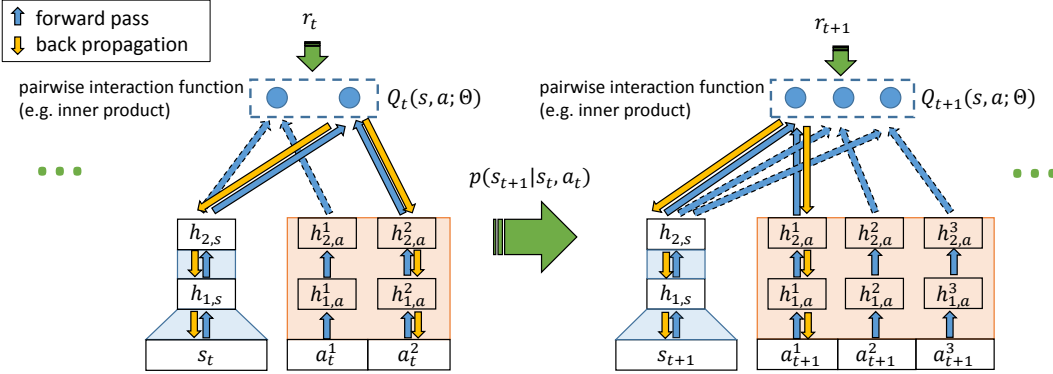 forward pass
back propagation
r_t
r_{t+1}
pairwise interaction function
(e.g. inner product)
Q_t(s, a; Θ)
pairwise interaction function
(e.g. inner product)
Q_{t+1}(s, a; Θ)
p(s_{t+1}|s_t, a_t)
h_{2,s}
h^1_{2,a}
h^2_{2,a}
h_{2,s}
h^1_{2,a}
h^2_{2,a}
h^3_{2,a}
h_{1,s}
h^1_{1,a}
h^2_{1,a}
h_{1,s}
h^1_{1,a}
h^2_{1,a}
h^3_{1,a}
s_t
a^1_t
a^2_t
s_{t+1}
a^1_{t+1}
a^2_{t+1}
a^3_{t+1}